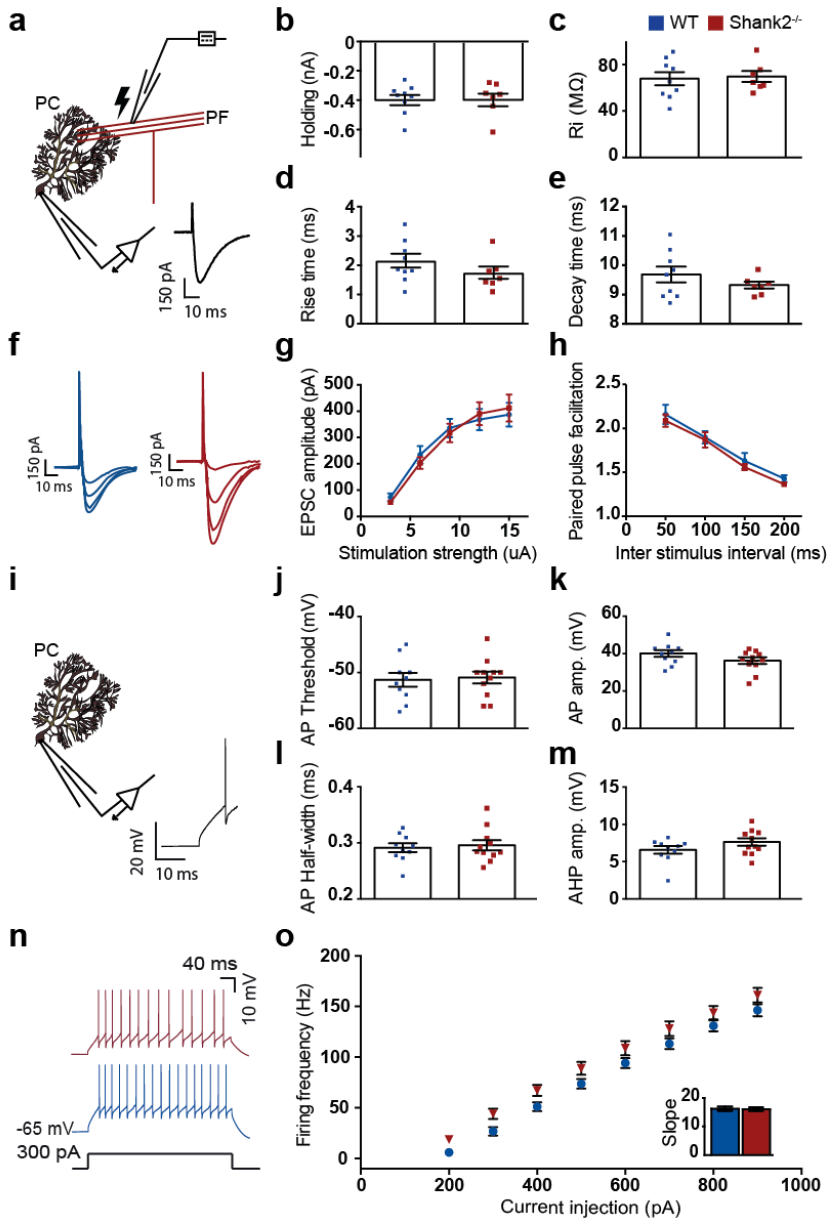 a
PC
PF
150 pA
10 ms
b
Holding (nA)
0
-0.2
-0.4
-0.6
c
WT
Shank2⁻/⁻
Ri (MΩ)
80
40
0
d
Rise time (ms)
4
3
2
1
0
e
Decay time (ms)
12
11
10
9
8
f
150 pA
10 ms
150 pA
10 ms
g
EPSC amplitude (pA)
500
400
300
200
100
0
0
5
10
15
Stimulation strength (uA)
h
Paired pulse facilitation
2.5
2.0
1.5
1.0
0
50
100
150
200
Inter stimulus interval (ms)
i
PC
20 mV
10 ms
j
AP Threshold (mV)
-40
-50
-60
k
AP amp. (mV)
60
40
20
0
l
AP Half-width (ms)
0.4
0.3
0.2
m
AHP amp. (mV)
15
10
5
0
n
40 ms
10 mV
-65 mV
300 pA
o
Firing frequency (Hz)
200
150
100
50
0
0
200
400
600
800
1000
Current injection (pA)
Slope
20
10
0